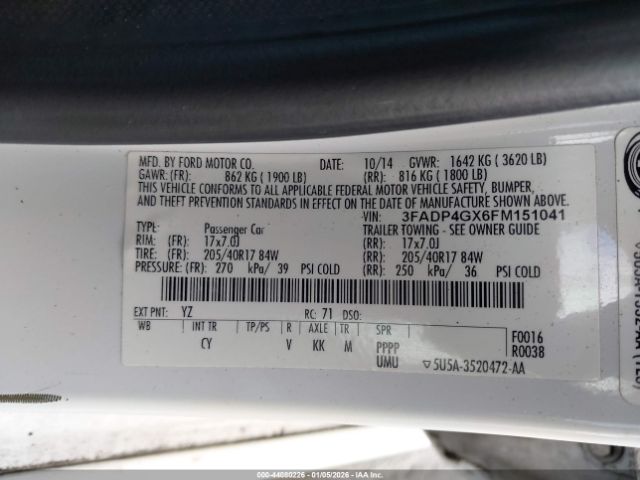 MFD. BY FORD MOTOR CO. DATE: 10/14 GVWR: 1642 KG ( 3620 LB)
GAWR: (FR): 862 KG ( 1900 LB) (RR): 816 KG ( 1800 LB)
THIS VEHICLE CONFORMS TO ALL APPLICABLE FEDERAL MOTOR VEHICLE SAFETY, BUMPER,
AND THEFT PREVENTION STANDARDS IN EFFECT ON THE DATE OF MANUFACTURE SHOWN ABOVE.
VIN: 3FADP4GX6FM151041
TYPE: Passenger Car TRAILER TOWING - SEE OWNER GUIDE
RIM: (FR): 17x7.0J (RR): 17x7.0J
TIRE: (FR): 205/40R17 84W (RR): 205/40R17 84W
PRESSURE: (FR): 270 kPa/ 39 PSI COLD (RR): 250 kPa/ 36 PSI COLD
EXT PNT: YZ RC: 71 DSO:
WB INT TR TP/PS R AXLE TR SPR F0016
CY V KK M PPPP R0038
UMU ▽5U5A-3520472-AA
000-44080226 - 01/05/2026 - IAAI.CA